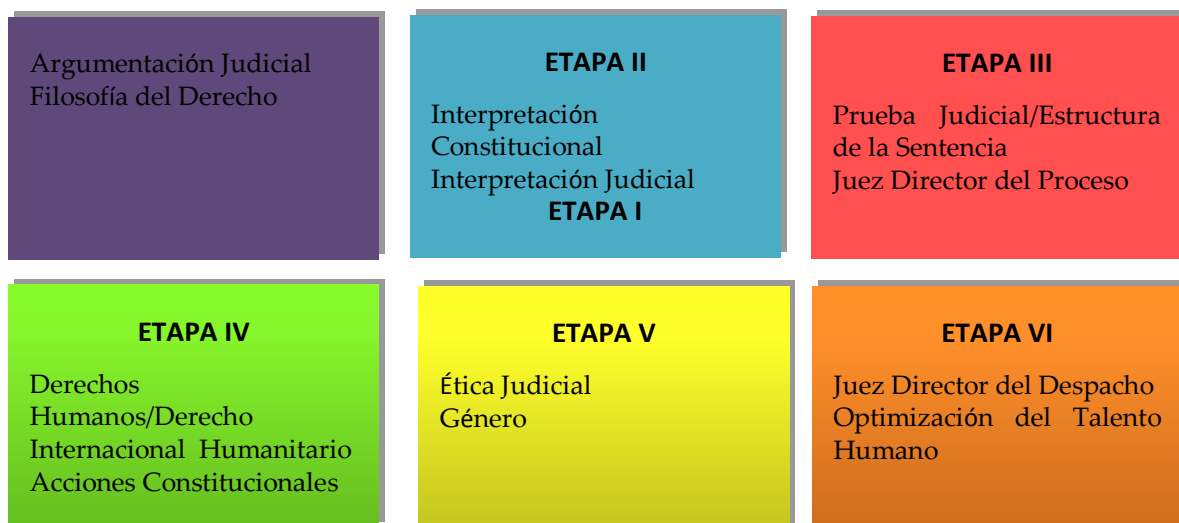 Argumentación Judicial
Filosofía del Derecho
ETAPA II
Interpretación
Constitucional
Interpretación Judicial
ETAPA I
ETAPA III
Prueba Judicial/Estructura
de la Sentencia
Juez Director del Proceso
ETAPA IV
Derechos
Humanos/Derecho
Internacional Humanitario
Acciones Constitucionales
ETAPA V
Ética Judicial
Género
ETAPA VI
Juez Director del Despacho
Optimización del Talento
Humano